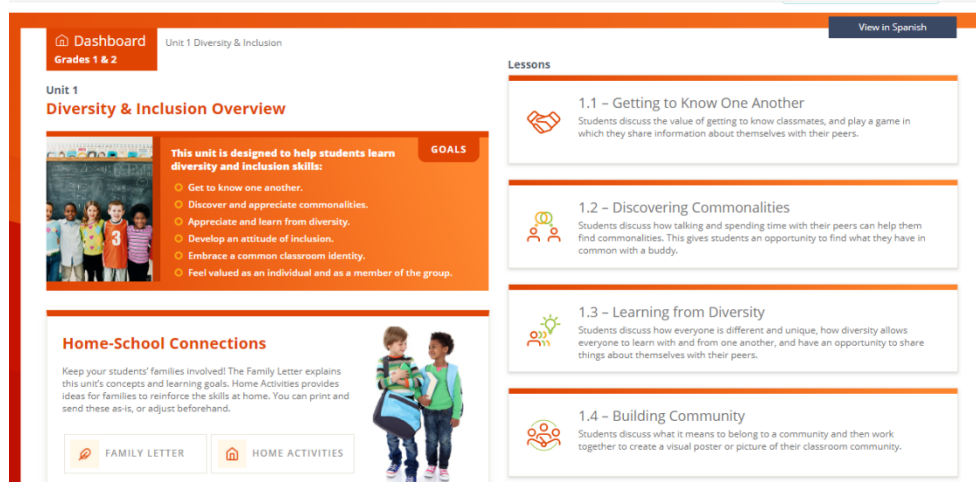 View in Spanish
Dashboard
Grades 1 & 2
Unit 1 Diversity & Inclusion
Unit 1
Diversity & Inclusion Overview
GOALS
This unit is designed to help students learn
diversity and inclusion skills:
Get to know one another.
Discover and appreciate commonalities.
Appreciate and learn from diversity.
Develop an attitude of inclusion.
Embrace a common classroom identity.
Feel valued as an individual and as a member of the group.
3
Home-School Connections
Keep your students' families involved! The Family Letter explains
this unit's concepts and learning goals. Home Activities provides
ideas for families to reinforce the skills at home. You can print and
send these as-is, or adjust beforehand.
FAMILY LETTER
HOME ACTIVITIES
Lessons
1.1 – Getting to Know One Another
Students discuss the value of getting to know classmates, and play a game in
which they share information about themselves with their peers.
1.2 – Discovering Commonalities
Students discuss how talking and spending time with their peers can help them
find commonalities. This gives students an opportunity to find what they have in
common with a buddy.
1.3 – Learning from Diversity
Students discuss how everyone is different and unique, how diversity allows
everyone to learn with and from one another, and have an opportunity to share
things about themselves with their peers.
1.4 – Building Community
Students discuss what it means to belong to a community and then work
together to create a visual poster or picture of their classroom community.